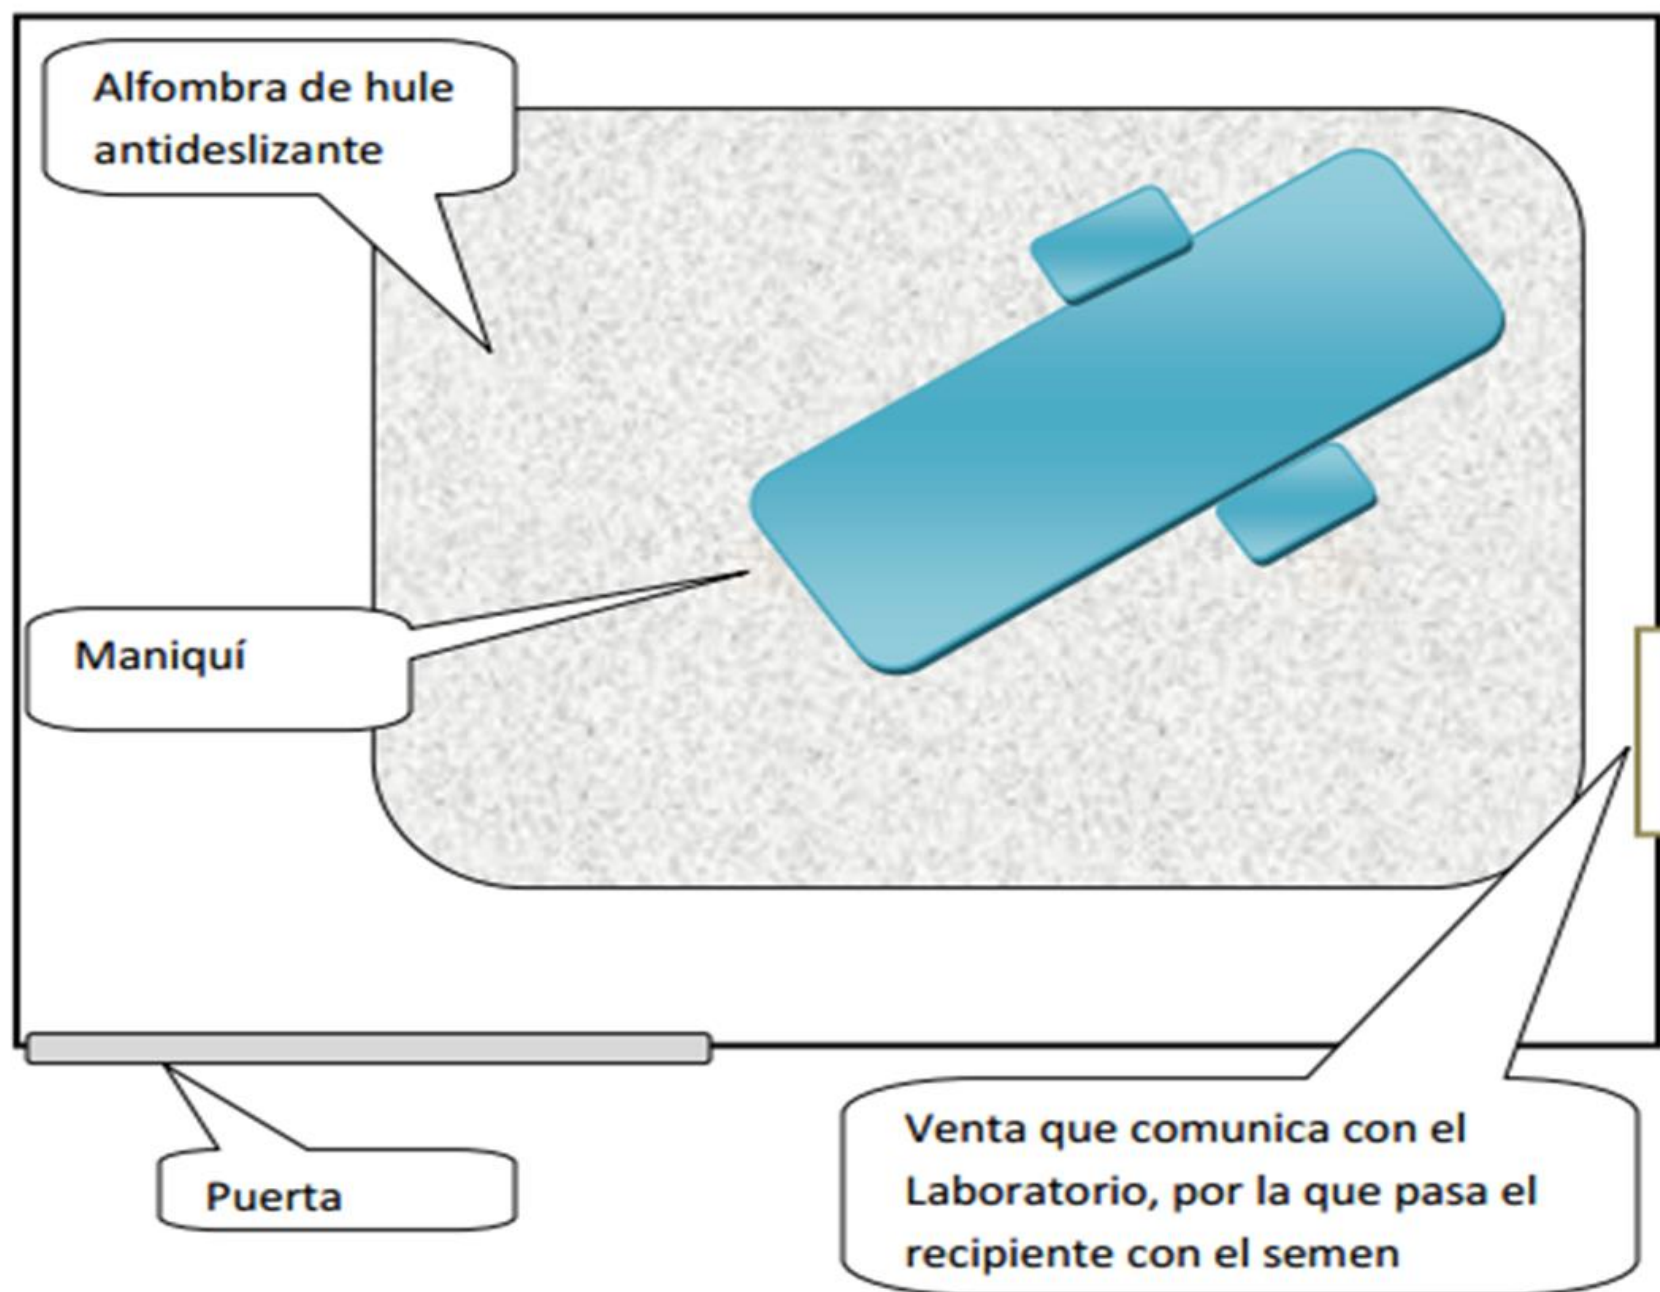 Alfombra de hule
antideslizante
Maniquí
Puerta
Venta que comunica con el
Laboratorio, por la que pasa el
recipiente con el semen